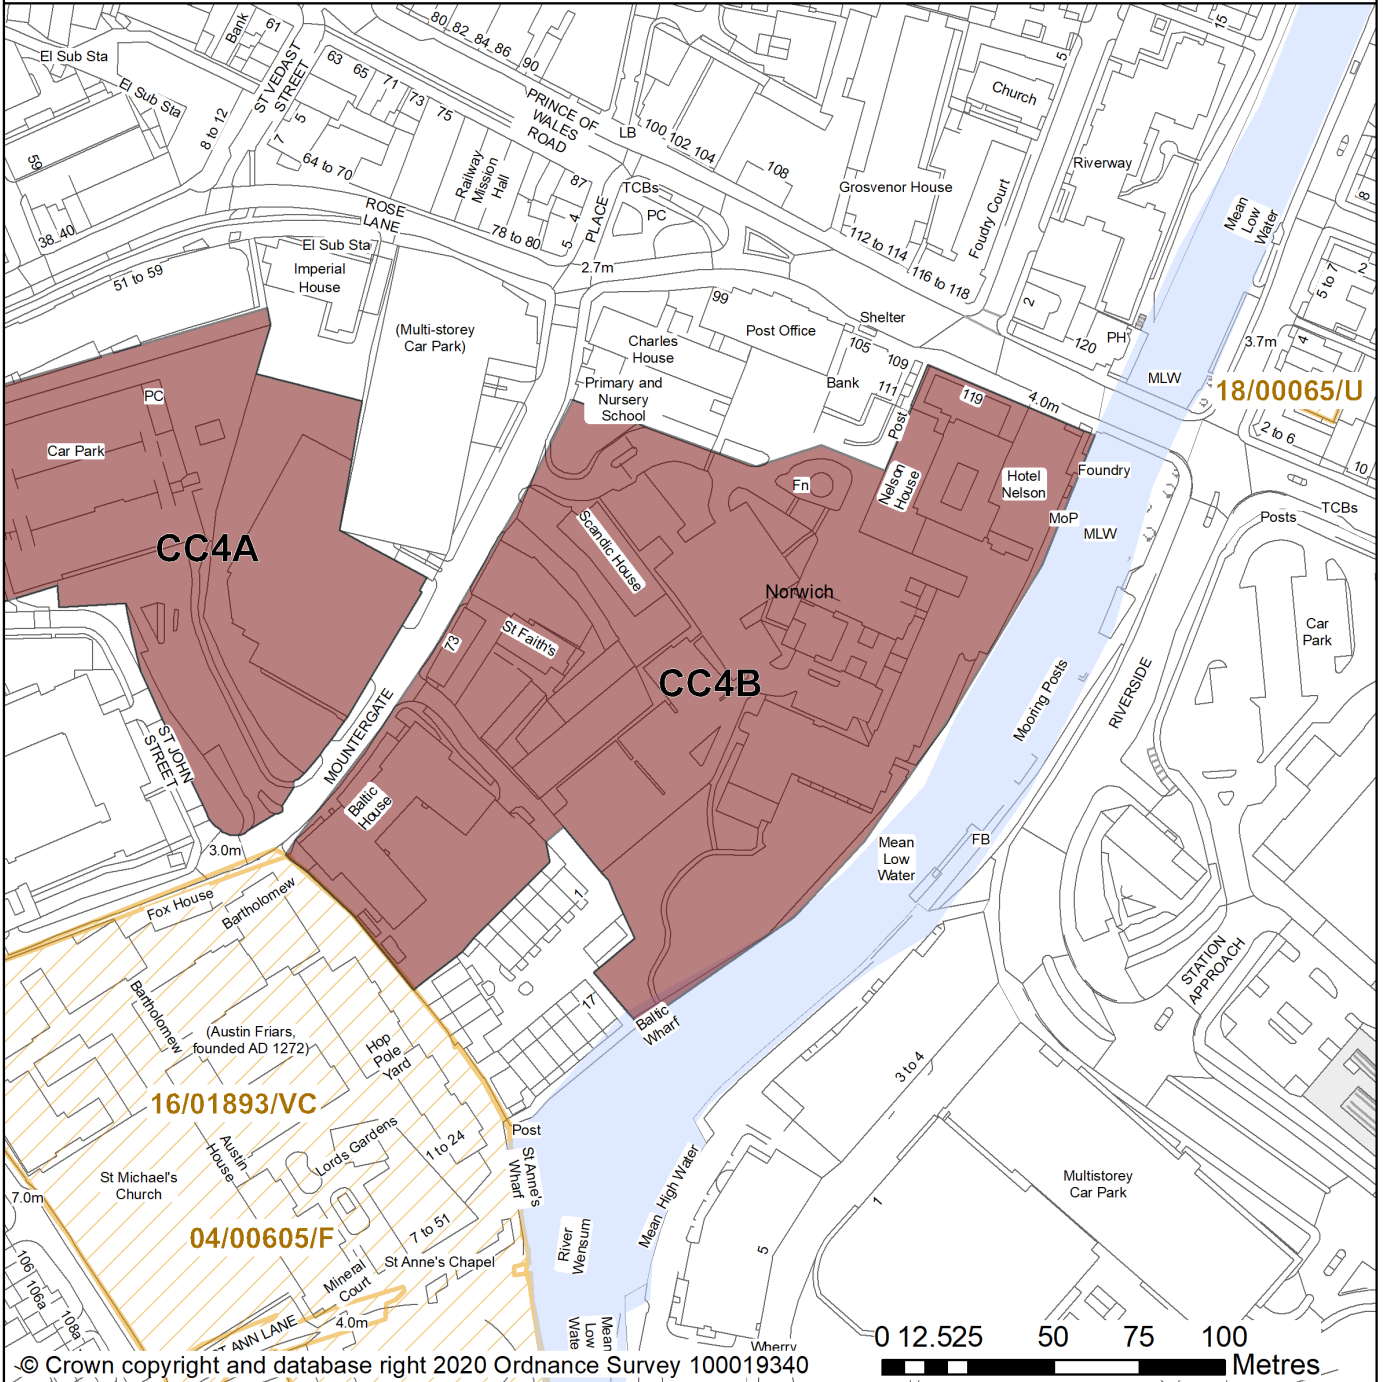 80 82 84 86
Bank
61
15
El Sub Sta
63
65
71
73
75
90
5
El Sub Sta
ST VEDAST
STREET
PRINCE OF
WALES
ROAD
Church
8 to 12
7
5
LB
100 102 104
59
64 to 70
Railway
Mission
Hall
108
Riverway
87
TCBs
Grosvenor House
8
ROSE
LANE
4
PLACE
PC
Foudry Court
Mean
Low
Water
38 40
78 to 80
5
112 to 114
El Sub Sta
2.7m
116 to 118
51 to 59
Imperial
House
5 to 7
2
99
2
(Multi-storey
Car Park)
Post Office
Shelter
120
PH
3.7m
4
Charles
House
105
109
Primary and
Nursery
School
Bank
111
MLW
18/00065/U
PC
119
4.0m
Post
2 to 6
Car Park
10
Fn
Nelson
House
Hotel
Nelson
Foundry
TCBs
MoP
MLW
Posts
CC4A
Scandic House
Norwich
Car
Park
73
St Faith's
CC4B
Mooring Posts
RIVERSIDE
ST JOHN
STREET
MOUNTERGATE
Baltic
House
3.0m
Mean
Low
Water
FB
Fox House
Bartholomew
1
STATION
APPROACH
Bartholomew
17
Baltic
Wharf
(Austin Friars,
founded AD 1272)
Hop
Pole
Yard
3 to 4
16/01893/VC
Post
Austin
House
Lords Gardens
1 to 24
St Anne's
Wharf
St Michael's
Church
Mean High Water
Multistorey
Car Park
7.0m
1
04/00605/F
7 to 51
River
Wensum
5
106
106a
108a
Mineral
Court
St Anne's Chapel
4.0m
ANN LANE
Mean
Low
Wate
Wherry
0 12.525 50 75 100
Metres
© Crown copyright and database right 2020 Ordnance Survey 100019340